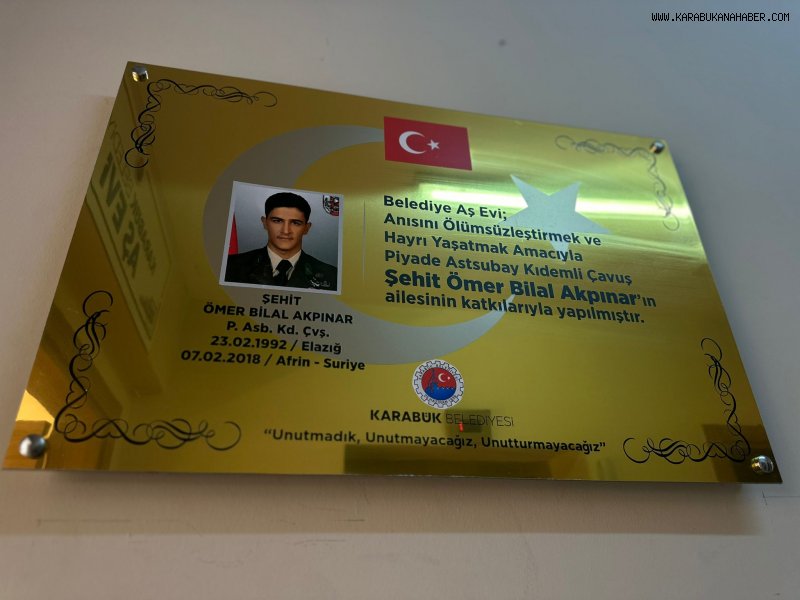 WWW.KARABUKANAHABER.COM
Belediye Aş Evi;
Anısını Ölümsüzleştirmek ve
Hayrı Yaşatmak Amacıyla
Piyade Astsubay Kıdemli Çavuş
Şehit Ömer Bilal Akpınar'ın
ailesinin katkılarıyla yapılmıştır.
ŞEHİT
ÖMER BİLAL AKPINAR
P. Asb. Kd. Çvş.
23.02.1992 / Elazığ
07.02.2018 / Afrin - Suriye
KARABÜK BELEDİYESİ
“Unutmadık, Unutmayacağız, Unutturmayacağız”
AŞ EVİ